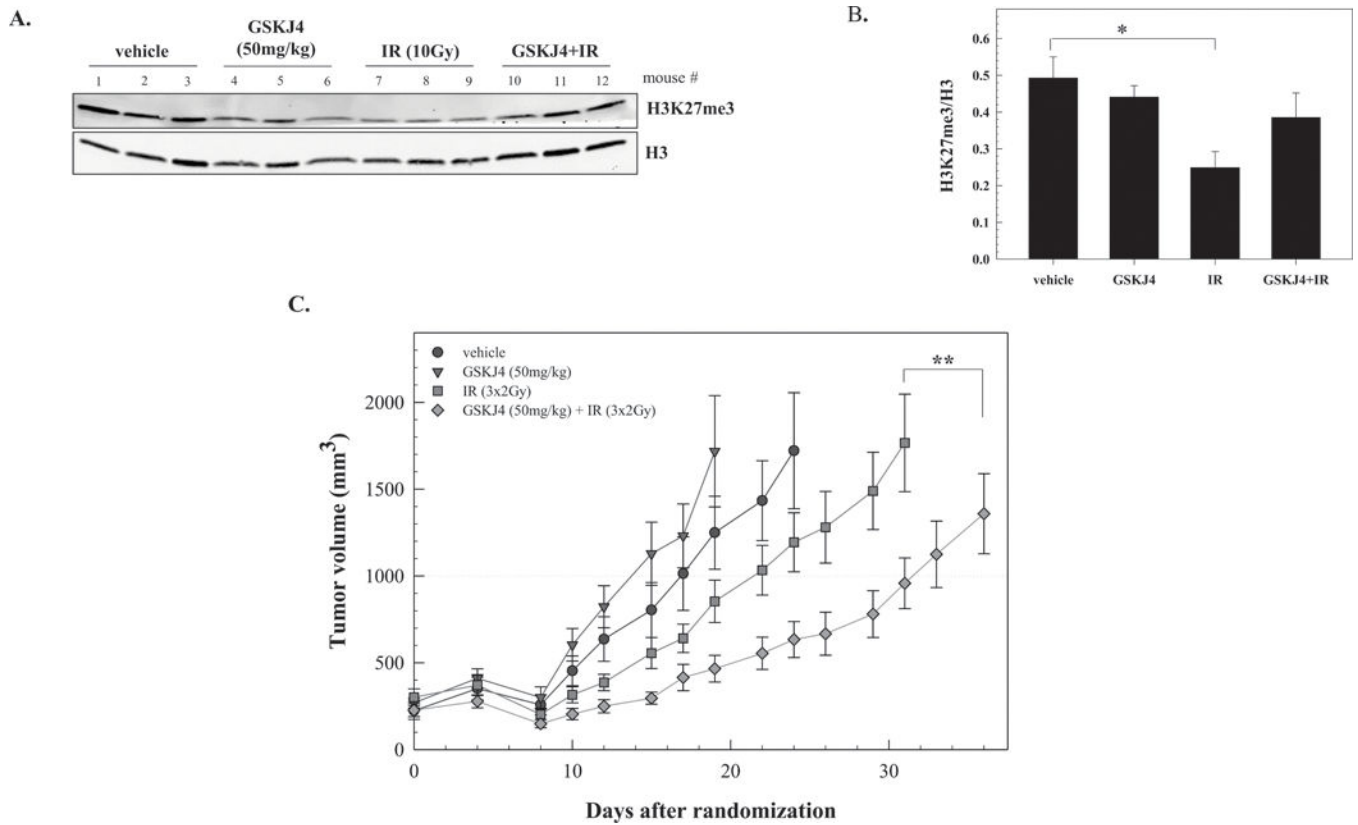 A.
GSKJ4
vehicle (50mg/kg) IR (10Gy) GSKJ4+IR
1 2 3 4 5 6 7 8 9 10 11 12 mouse #
H3K27me3
H3
B.
*
0.6
0.5
0.4
0.3
0.2
0.1
0.0
H3K27me3/H3
vehicle GSKJ4 IR GSKJ4+IR
C.
vehicle
GSKJ4 (50mg/kg)
IR (3x2Gy)
GSKJ4 (50mg/kg) + IR (3x2Gy)
**
2000
1500
1000
500
0
Tumor volume (mm³)
0 10 20 30
Days after randomization